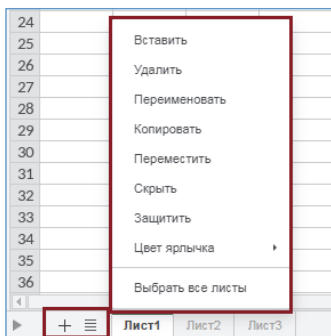 24
25
26
27
28
29
30
31
32
33
34
35
36
Вставить
Удалить
Переименовать
Копировать
Переместить
Скрыть
Защитить
Цвет ярлычка
Выбрать все листы
Лист1 Лист2 Лист3